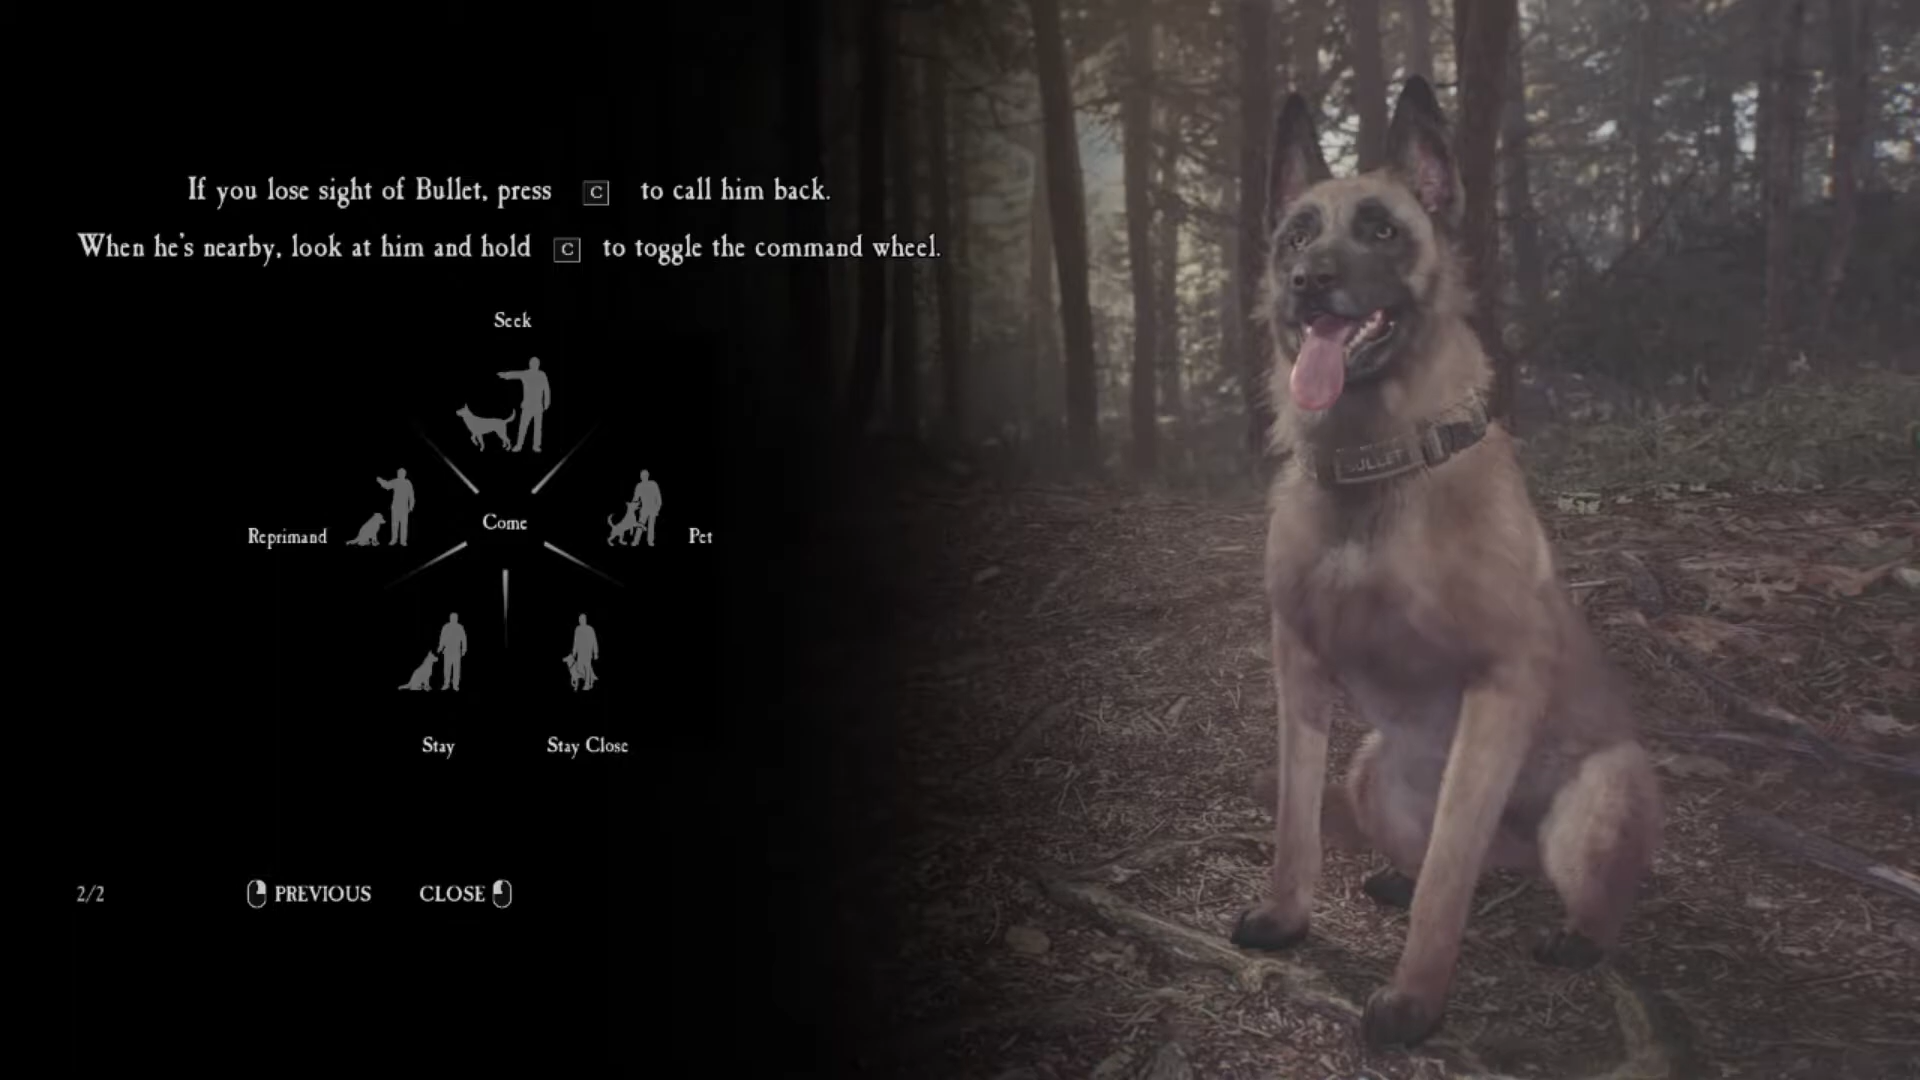 If you lose sight of Bullet, press C to call him back.
When he's nearby, look at him and hold C to toggle the command wheel.
Seek
Reprimand
Come
Pet
Stay
Stay Close
BULLET
2/2
PREVIOUS
CLOSE